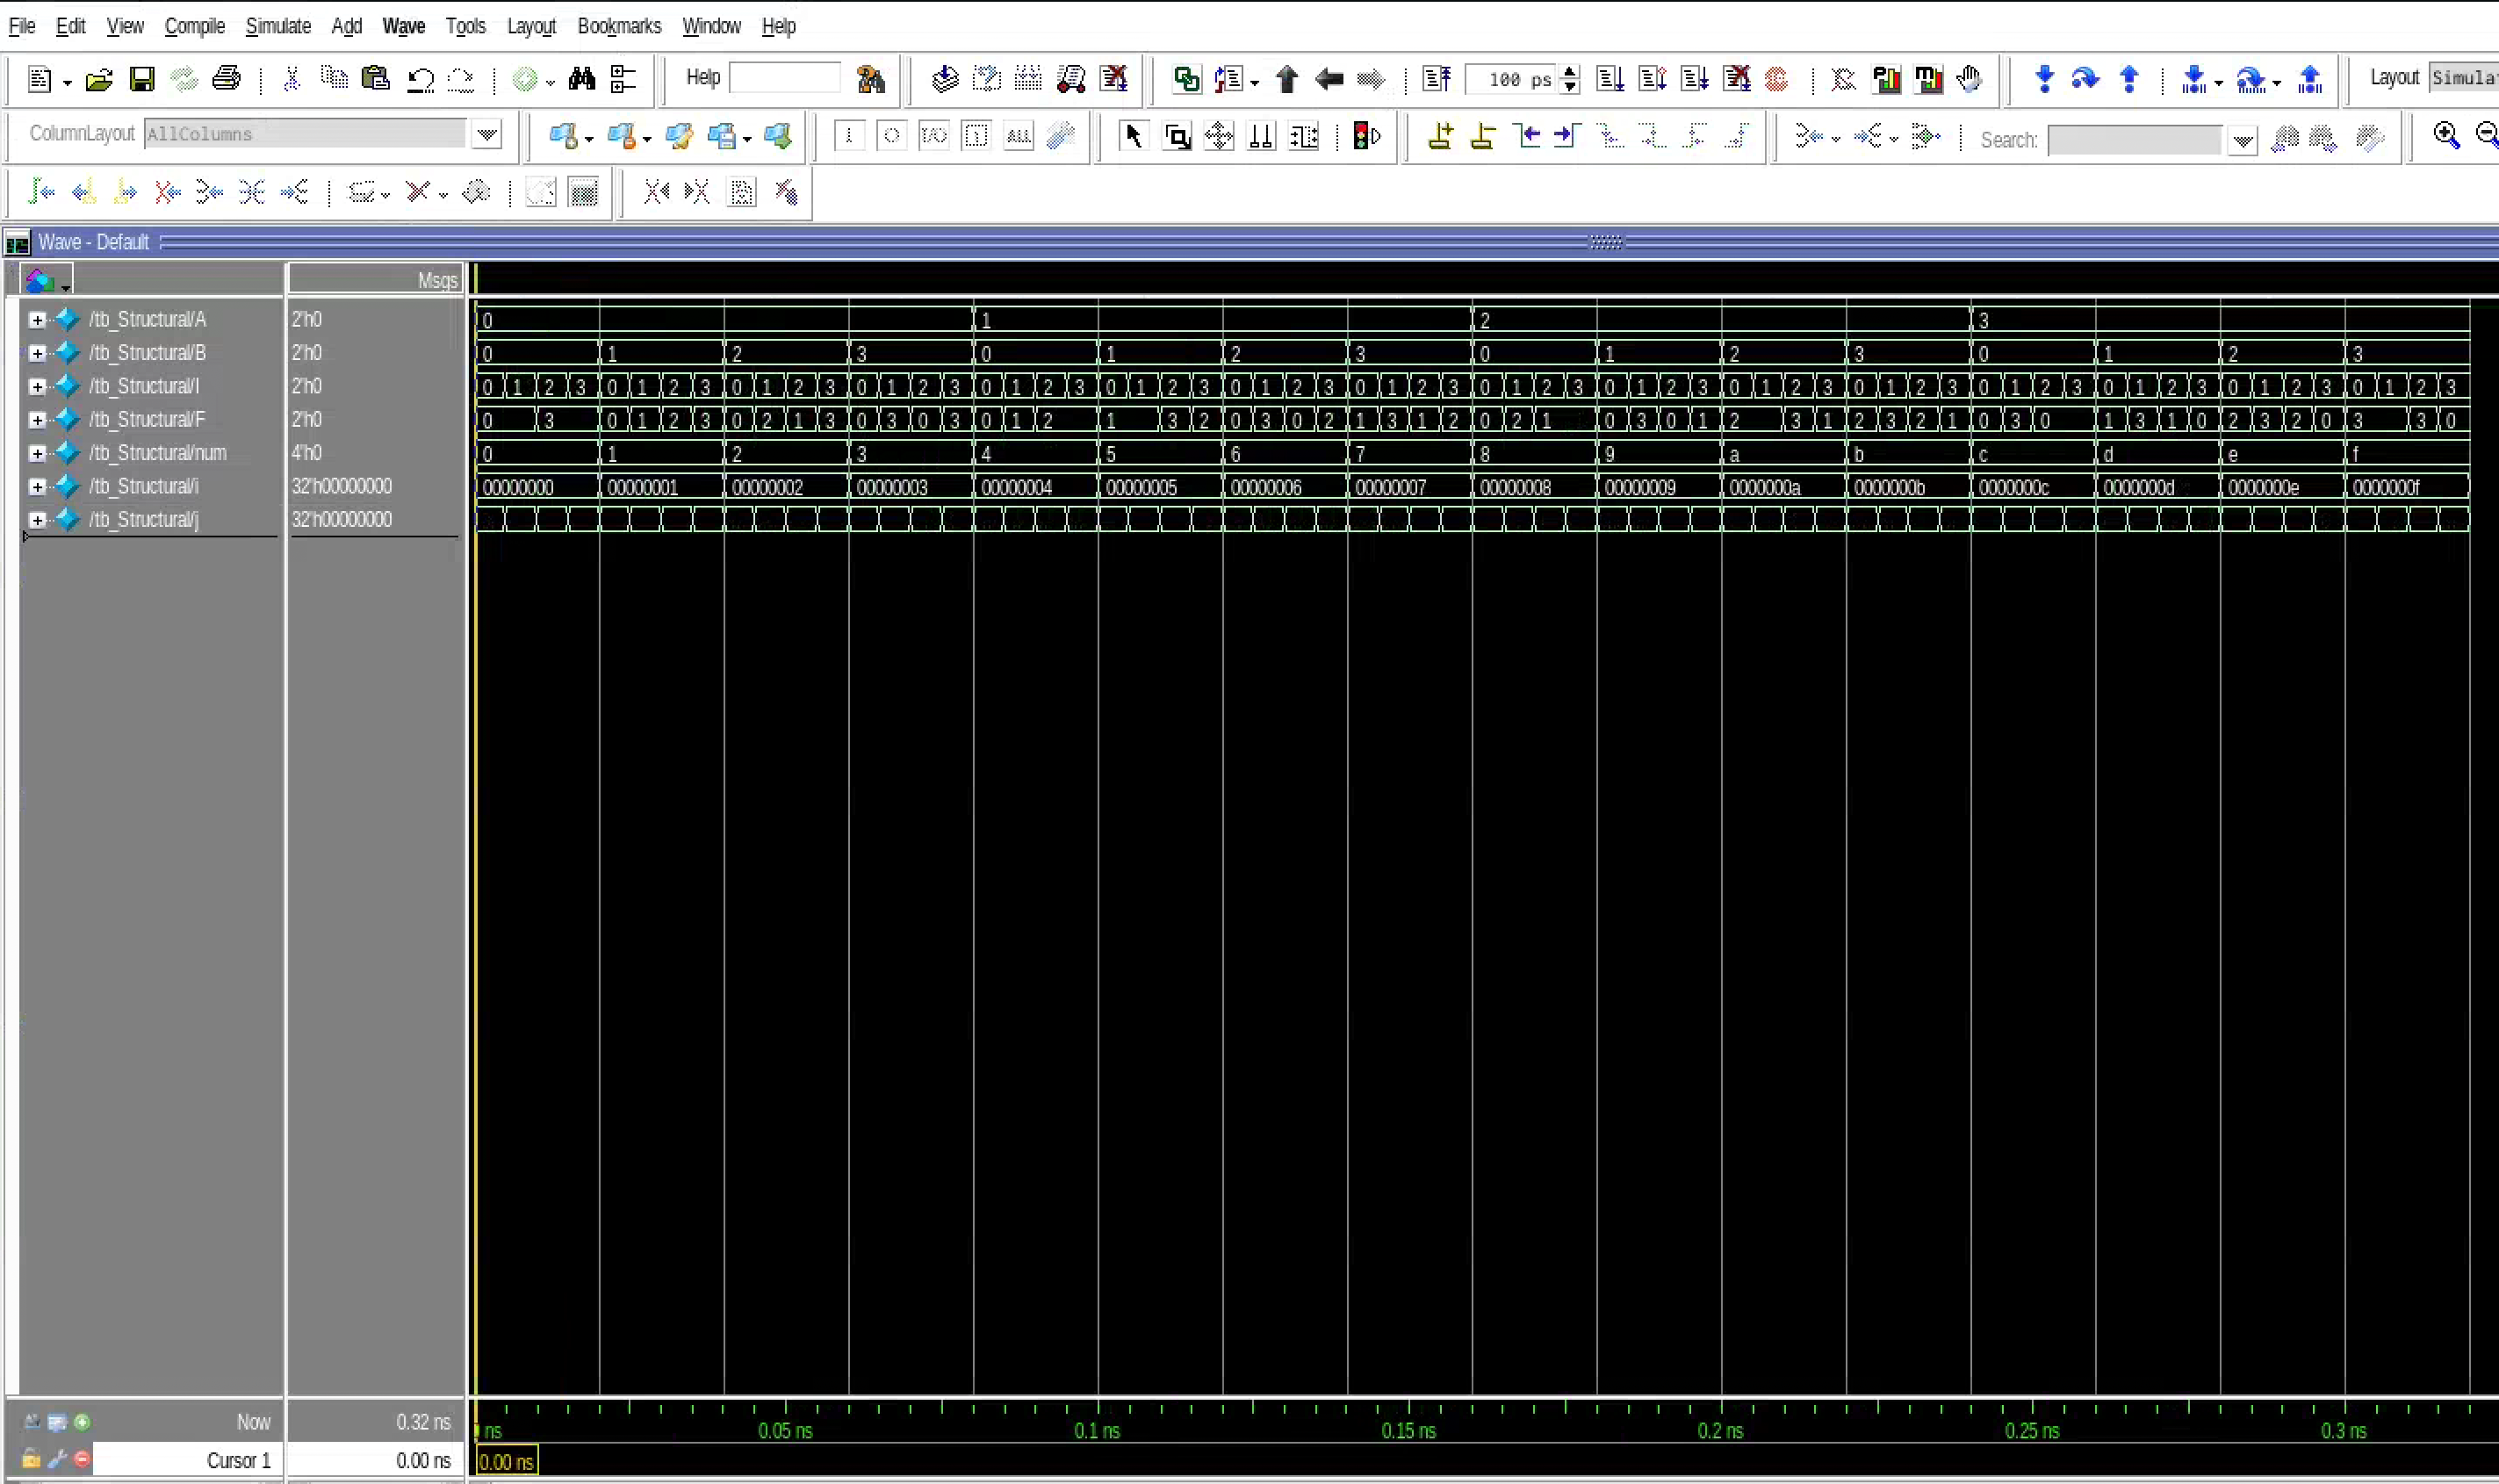 File Edit View Compile Simulate Add Wave Tools Layout Bookmarks Window Help
Help 100 ps Layout
ColumnLayout AllColumns ALL Search:
Wave - Default
Msgs
/tb_Structural/A 2'h0 0 1 2 3
/tb_Structural/B 2'h0 0 1 2 3 0 1 2 3 0 1 2 3 0 1 2 3
/tb_Structural/I 2'h0 0 1 2 3 0 1 2 3 0 1 2 3 0 1 2 3 0 1 2 3 0 1 2 3 0 1 2 3 0 1 2 3 0 1 2 3 0 1 2 3 0 1 2 3 0 1 2 3 0 1 2 3 0 1 2 3 0 1 2 3 0 1 2 3
/tb_Structural/F 2'h0 0 3 0 1 2 3 0 2 1 3 0 3 0 3 0 1 2 1 3 2 0 3 0 2 1 3 1 2 0 2 1 0 3 0 1 2 3 1 2 3 2 1 0 3 0 1 3 1 0 2 3 2 0 3 3 0
/tb_Structural/num 4'h0 0 1 2 3 4 5 6 7 8 9 a b c d e f
/tb_Structural/i 32'h00000000 00000000 00000001 00000002 00000003 00000004 00000005 00000006 00000007 00000008 00000009 0000000a 0000000b 0000000c 0000000d 0000000e 0000000f
/tb_Structural/j 32'h00000000
Now 0.32 ns ns 0.05 ns 0.1 ns 0.15 ns 0.2 ns 0.25 ns 0.3 ns
Cursor 1 0.00 ns 0.00 ns